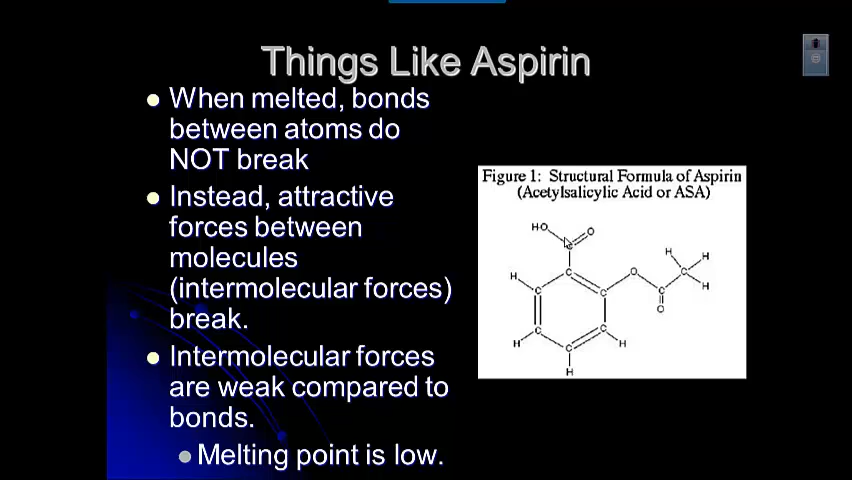 Things Like Aspirin
When melted, bonds
between atoms do
NOT break
Instead, attractive
forces between
molecules
(intermolecular forces)
break.
Intermolecular forces
are weak compared to
bonds.
Melting point is low.
Figure 1: Structural Formula of Aspirin
(Acetylsalicylic Acid or ASA)
HO O
C
H H
H C O C
C C C H
O
C C
H C H
H